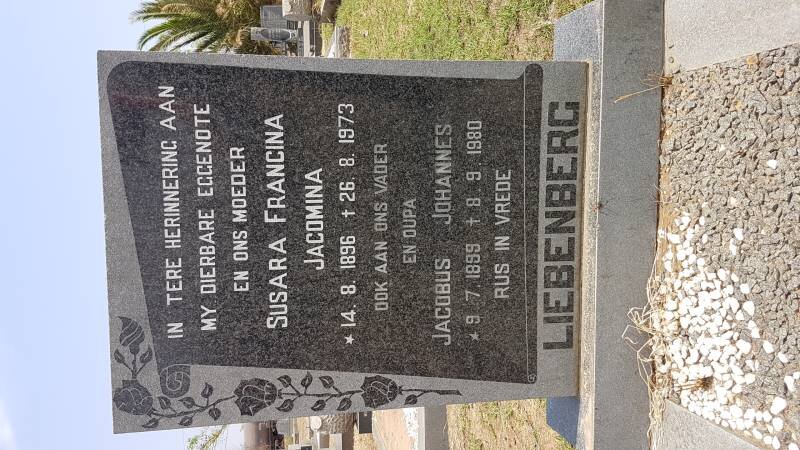 IN TERE HERINNERING AAN
MY DIERBARE EGGENOTE
EN ONS MOEDER
SUSARA FRANCINA
JACOMINA
* 14. 8. 1896 † 26. 8. 1973
OOK AAN ONS VADER
EN OUPA
JACOBUS JOHANNES
* 9. 7. 1899 † 8. 9. 1980
RUS IN VREDE
LIEBENBERG